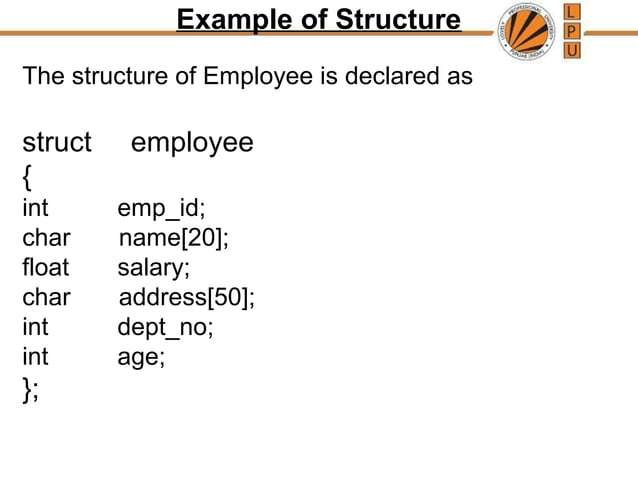 Example of Structure
L
P
U
The structure of Employee is declared as
struct employee
{
int emp_id;
char name[20];
float salary;
char address[50];
int dept_no;
int age;
};